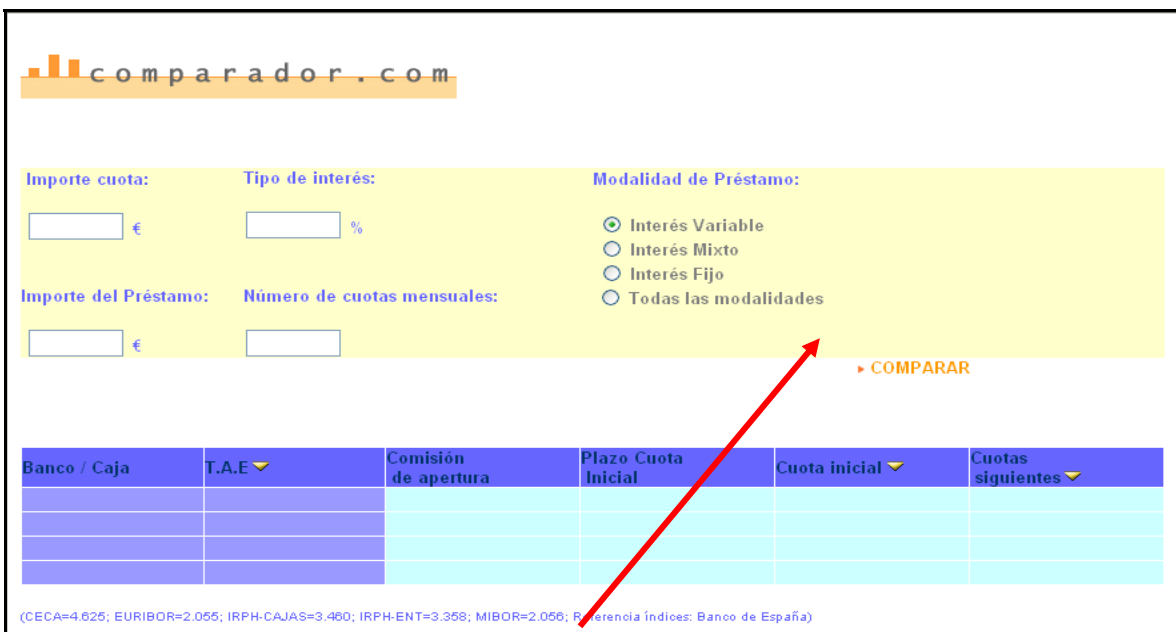 comparador.com
Importe cuota:
Tipo de interés:
Modalidad de Préstamo:
€
%
Interés Variable
Interés Mixto
Interés Fijo
Todas las modalidades
Importe del Préstamo:
Número de cuotas mensuales:
€
COMPARAR
Banco / Caja
T.A.E
Comisión
de apertura
Plazo Cuota
Inicial
Cuota inicial
Cuotas
siguientes
(CECA=4.625; EURIBOR=2.055; IRPH-CAJAS=3.460; IRPH-ENT=3.358; MIBOR=2.056; Referencia índices: Banco de España)